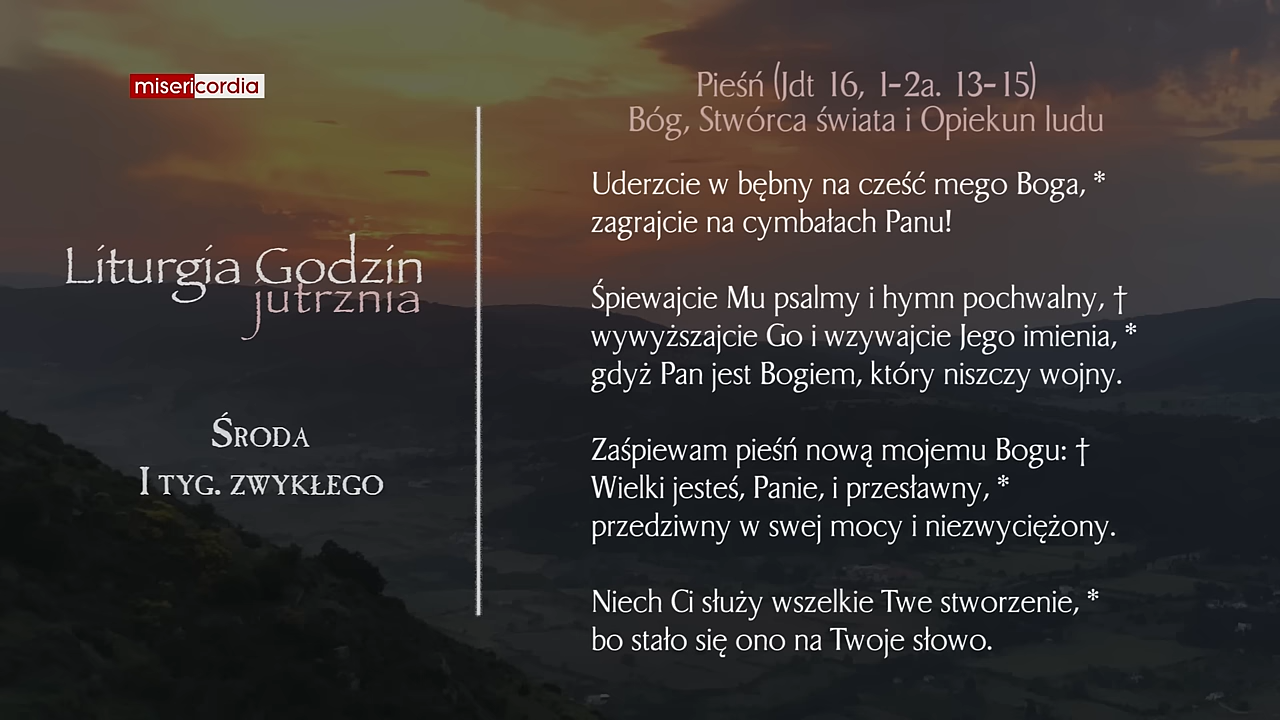 misericordia
Liturgia Godzin
jutrznia
Środa
I tyg. zwykłego
Pieśń (Jdt 16, 1-2a. 13-15)
Bóg, Stwórca świata i Opiekun ludu
Uderzcie w bębny na cześć mego Boga, *
zagrajcie na cymbałach Panu!
Śpiewajcie Mu psalmy i hymn pochwalny, †
wywyższajcie Go i wzywajcie Jego imienia, *
gdyż Pan jest Bogiem, który niszczy wojny.
Zaśpiewam pieśń nową mojemu Bogu: †
Wielki jesteś, Panie, i przesławny, *
przedziwny w swej mocy i niezwyciężony.
Niech Ci służy wszelkie Twe stworzenie, *
bo stało się ono na Twoje słowo.